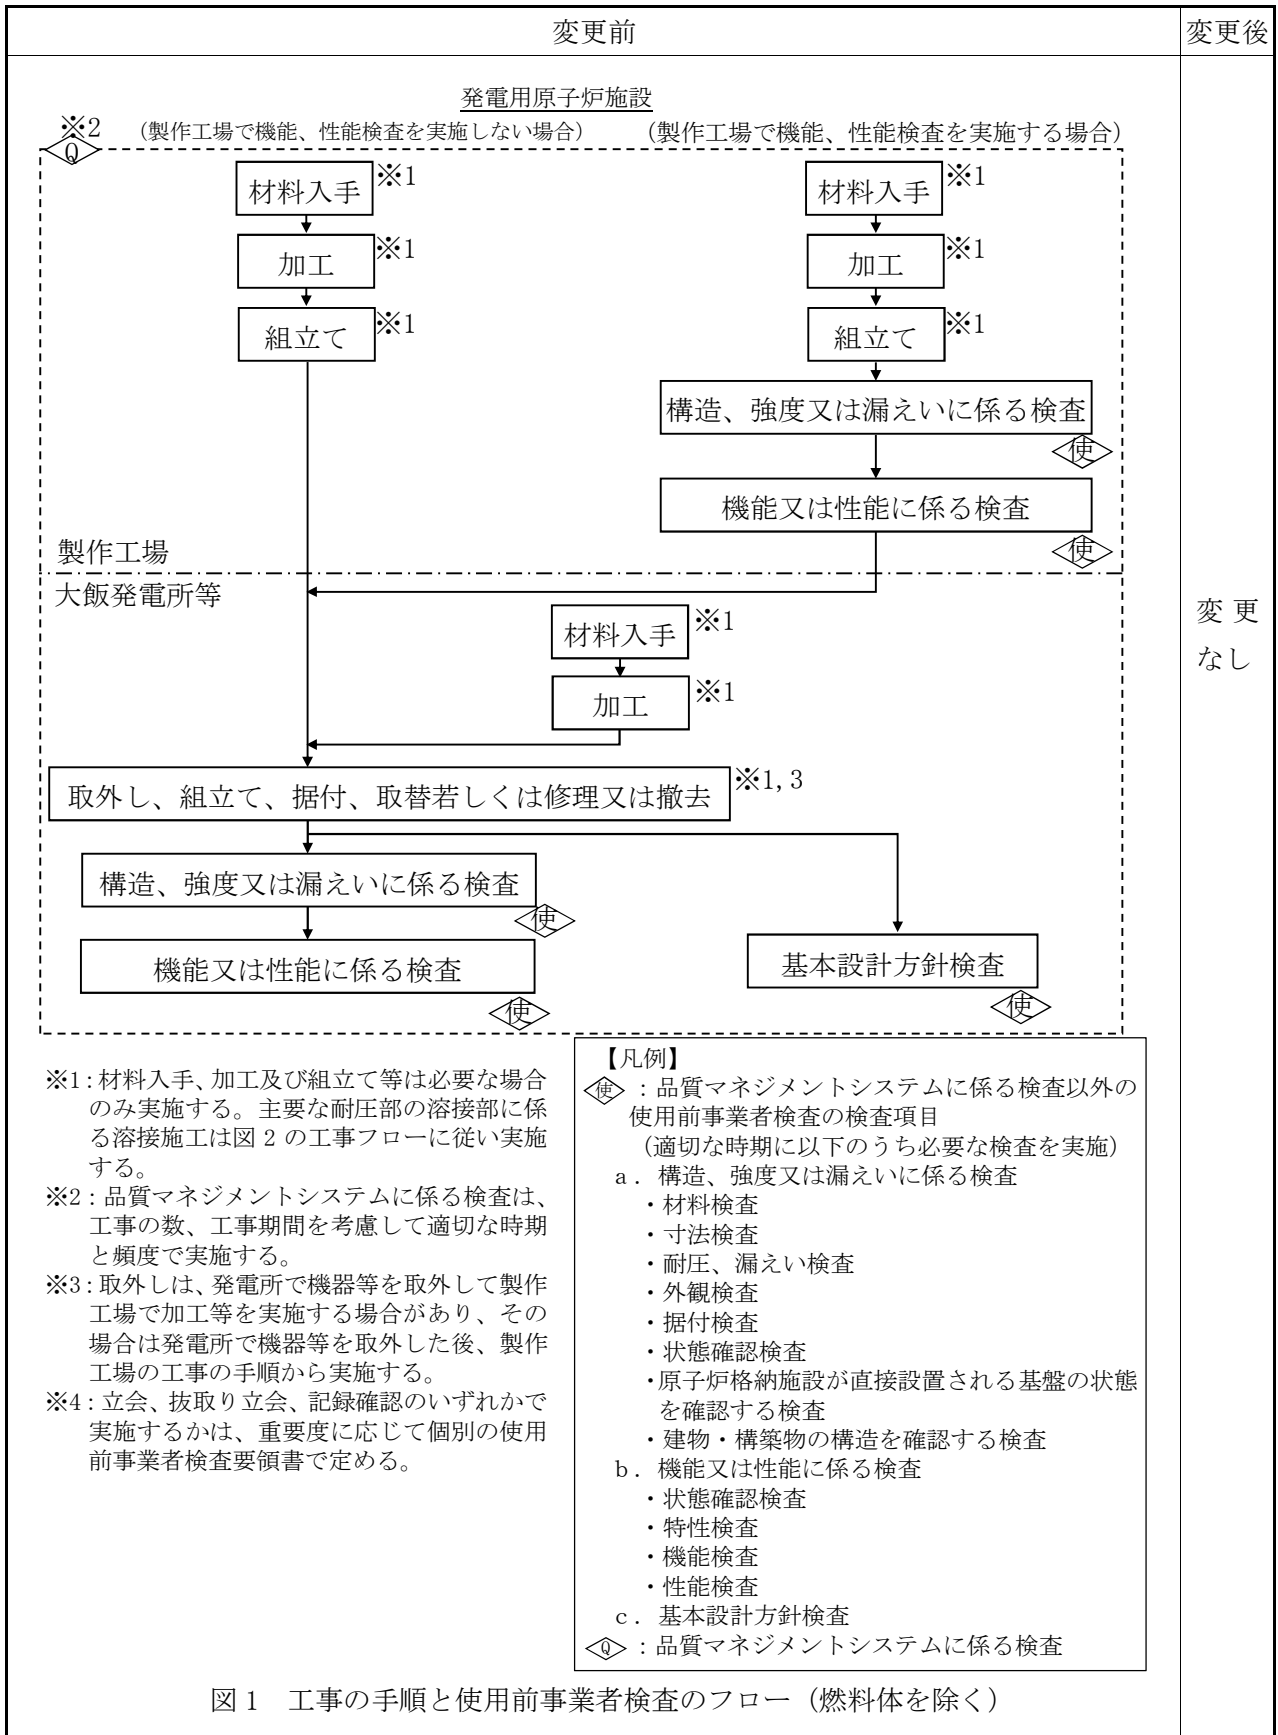 変更前
変更後
発電用原子炉施設
※2
Q
(製作工場で機能、性能検査を実施しない場合)
(製作工場で機能、性能検査を実施する場合)
材料入手
※1
材料入手
※1
加工
※1
加工
※1
組立て
※1
組立て
※1
構造、強度又は漏えいに係る検査
使
機能又は性能に係る検査
使
製作工場
大飯発電所等
材料入手
※1
加工
※1
取外し、組立て、据付、取替若しくは修理又は撤去
※1,3
構造、強度又は漏えいに係る検査
使
機能又は性能に係る検査
使
基本設計方針検査
使
※1:材料入手、加工及び組立て等は必要な場合
のみ実施する。主要な耐圧部の溶接部に係
る溶接施工は図 2 の工事フローに従い実施
する。
※2:品質マネジメントシステムに係る検査は、
工事の数、工事期間を考慮して適切な時期
と頻度で実施する。
※3:取外しは、発電所で機器等を取外して製作
工場で加工等を実施する場合があり、その
場合は発電所で機器等を取外した後、製作
工場の工事の手順から実施する。
※4:立会、抜取り立会、記録確認のいずれかで
実施するかは、重要度に応じて個別の使用
前事業者検査要領書で定める。
【凡例】
使:品質マネジメントシステムに係る検査以外の
使用前事業者検査の検査項目
(適切な時期に以下のうち必要な検査を実施)
a. 構造、強度又は漏えいに係る検査
・材料検査
・寸法検査
・耐圧、漏えい検査
・外観検査
・据付検査
・状態確認検査
・原子炉格納施設が直接設置される基盤の状態
を確認する検査
・建物・構築物の構造を確認する検査
b. 機能又は性能に係る検査
・状態確認検査
・特性検査
・機能検査
・性能検査
c. 基本設計方針検査
Q:品質マネジメントシステムに係る検査
図 1 工事の手順と使用前事業者検査のフロー(燃料体を除く)
変 更
なし